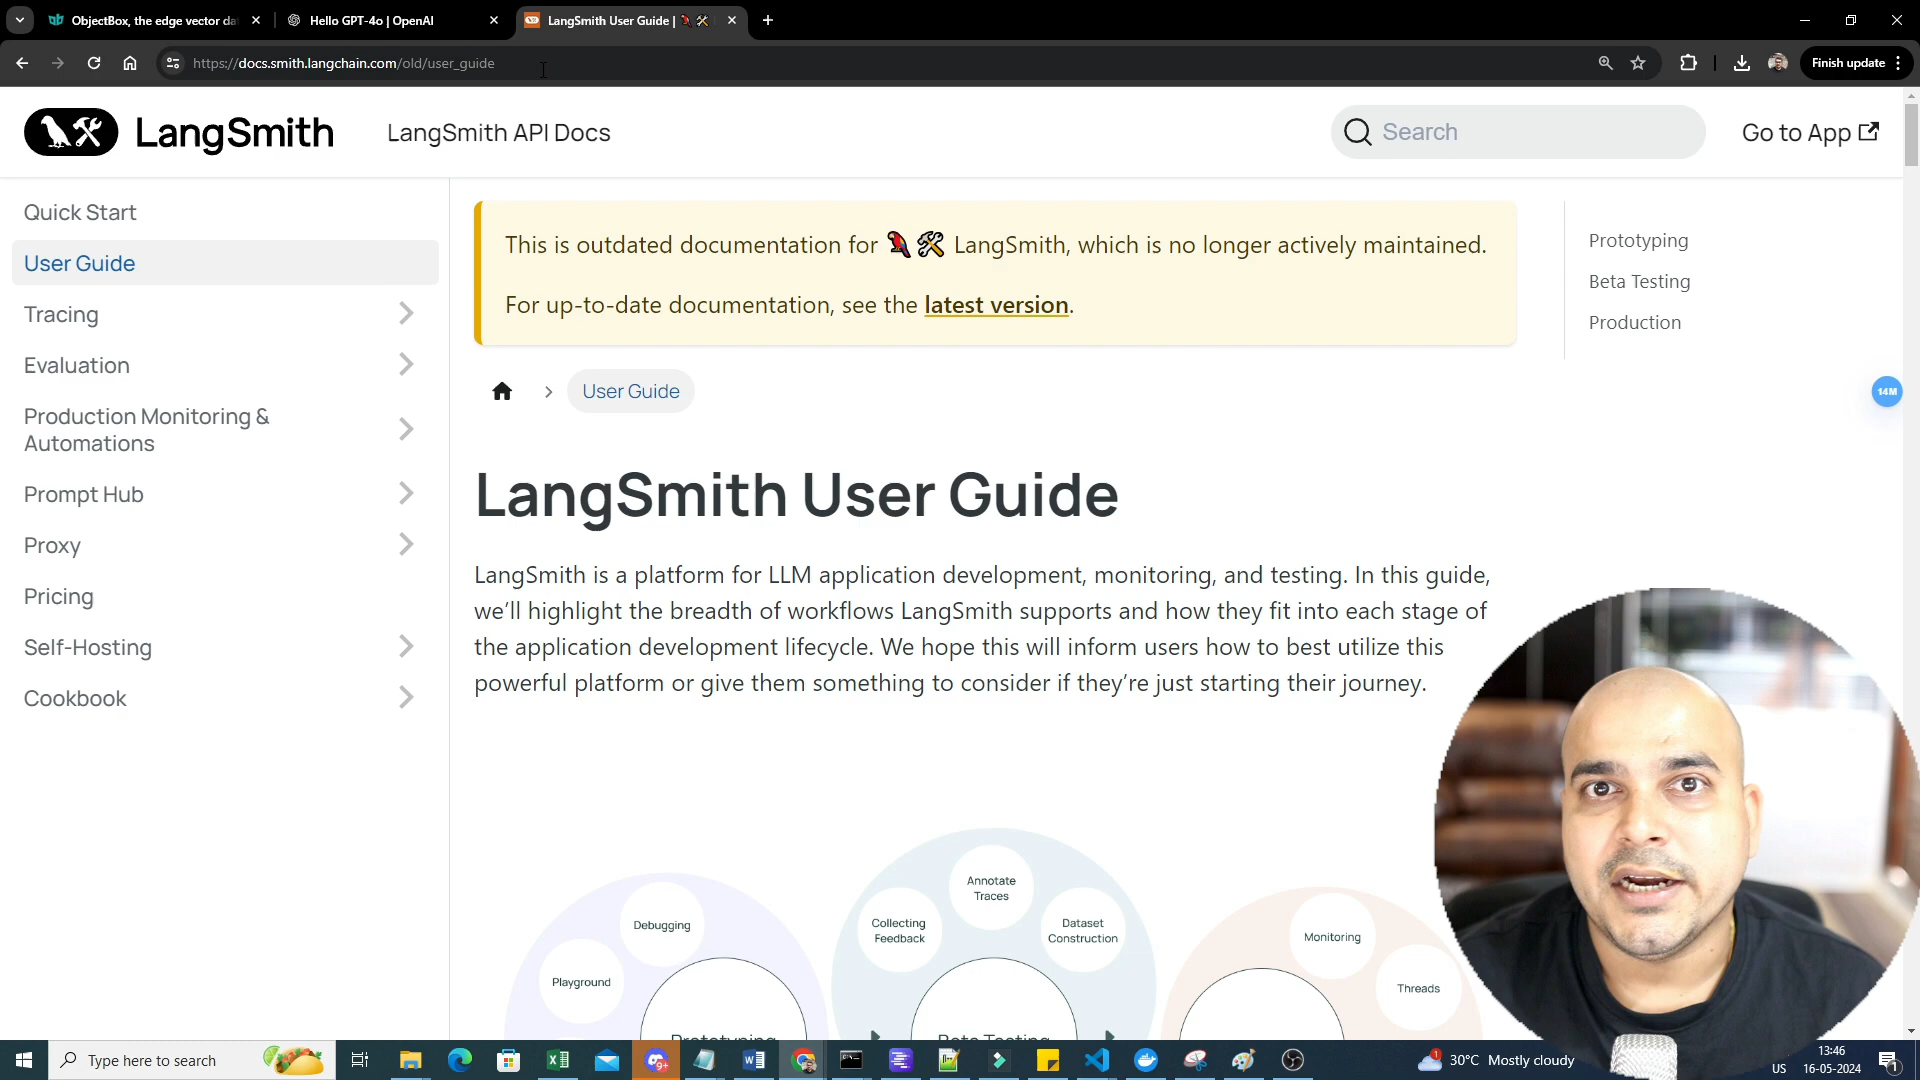 ObjectBox, the edge vector da
Hello GPT-4o | OpenAI
LangSmith User Guide |
https://docs.smith.langchain.com/old/user_guide
Finish update
LangSmith
LangSmith API Docs
Search
Go to App
Quick Start
User Guide
Tracing
Evaluation
Production Monitoring &
Automations
Prompt Hub
Proxy
Pricing
Self-Hosting
Cookbook
This is outdated documentation for 🦜🛠️ LangSmith, which is no longer actively maintained.
For up-to-date documentation, see the latest version.
Prototyping
Beta Testing
Production
14M
User Guide
LangSmith User Guide
LangSmith is a platform for LLM application development, monitoring, and testing. In this guide,
we'll highlight the breadth of workflows LangSmith supports and how they fit into each stage of
the application development lifecycle. We hope this will inform users how to best utilize this
powerful platform or give them something to consider if they're just starting their journey.
Annotate
Traces
Debugging
Collecting
Feedback
Dataset
Construction
Monitoring
Playground
Threads
Prototyping
Beta Testing
Type here to search
9+
1
30°C Mostly cloudy
US
13:46
16-05-2024
1